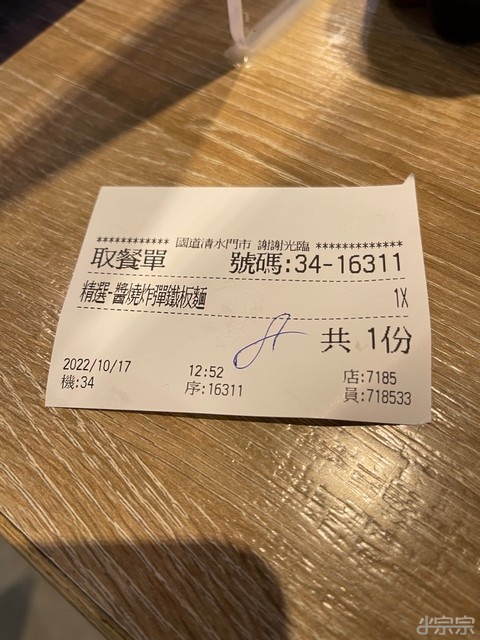 ************ 國道清水門市 謝謝光臨 **************
取餐單 號碼:34-16311
精選-醬燒炸彈鐵板麵 1X
共 1份
2022/10/17 12:52 店:7185
機:34 序:16311 員:718533
宗宗